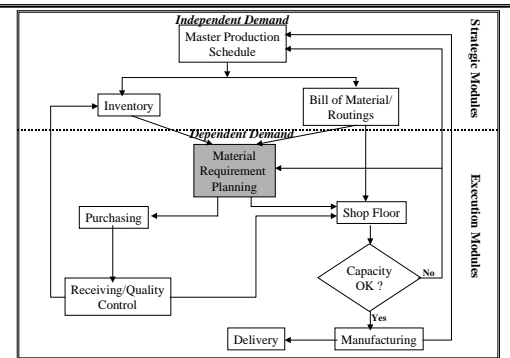 Independent Demand
Master Production
Schedule
Strategic Modules
Inventory
Bill of Material/
Routings
Dependent Demand
Material
Requirement
Planning
Execution Modules
Purchasing
Shop Floor
Receiving/Quality
Control
Capacity
OK ?
No
Yes
Delivery
Manufacturing